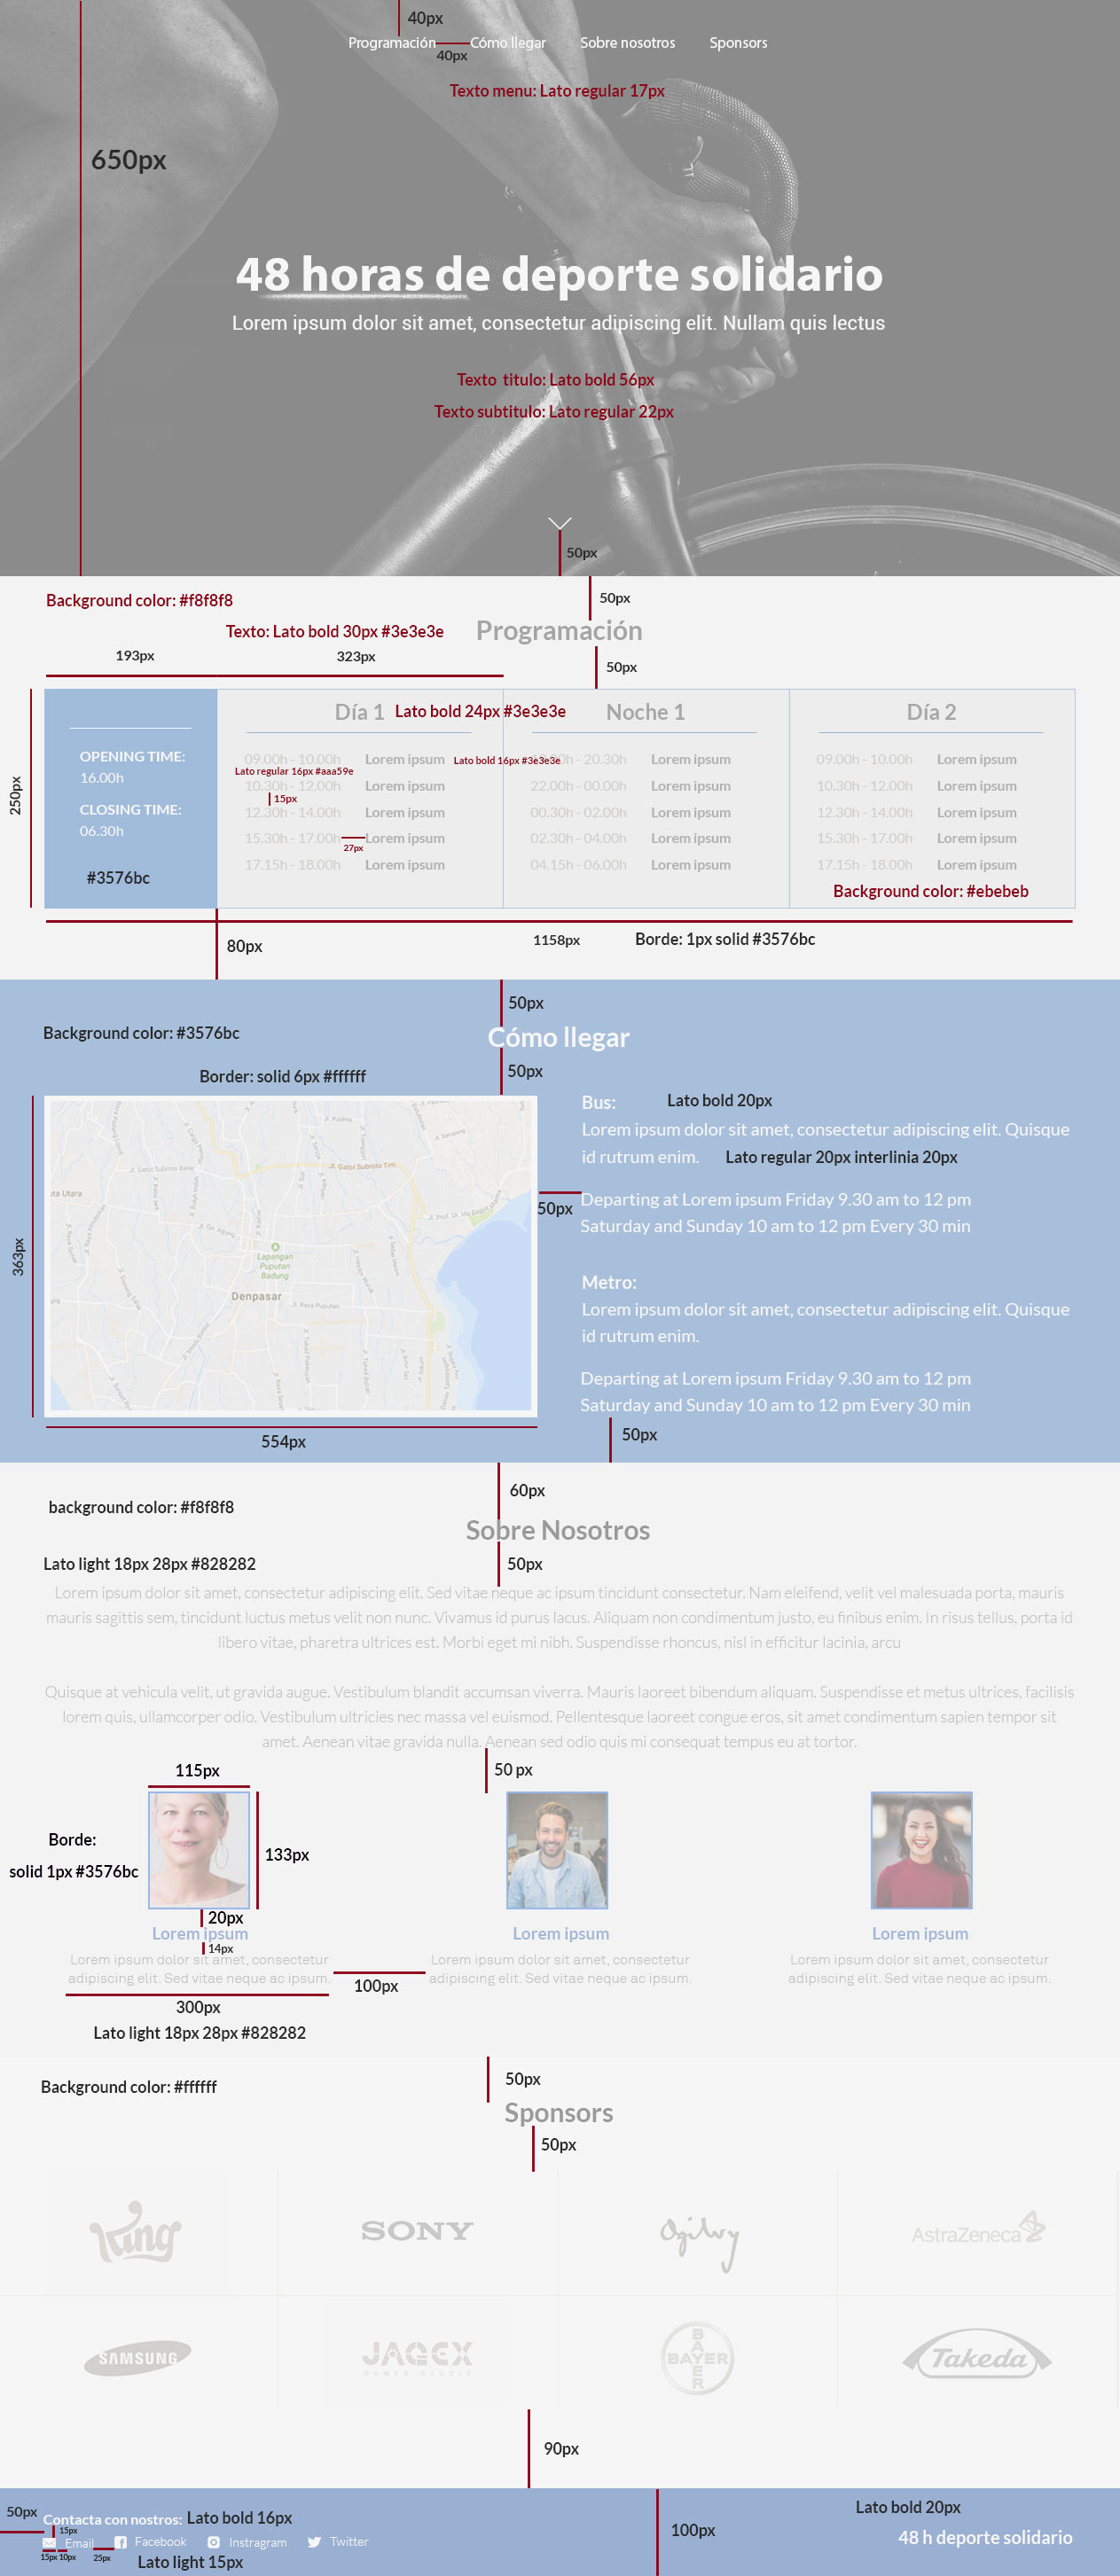 40px
Programación Cómo llegar Sobre nosotros Sponsors
40px
Texto menu: Lato regular 17px
650px
48 horas de deporte solidario
Lorem ipsum dolor sit amet, consectetur adipiscing elit. Nullam quis lectus
Texto titulo: Lato bold 56px
Texto subtitulo: Lato regular 22px
50px
Background color: #f8f8f8
50px
Texto: Lato bold 30px #3e3e3e
Programación
193px
323px
50px
250px
OPENING TIME:
16.00h
CLOSING TIME:
06.30h
#3576bc
Día 1
Lato bold 24px #3e3e3e
09.00h - 10.00h Lorem ipsum
Lato regular 16px #aaa59e
10.30h - 12.00h Lorem ipsum
15px
12.30h - 14.00h Lorem ipsum
15.30h - 17.00h Lorem ipsum
27px
17.15h - 18.00h Lorem ipsum
Noche 1
Lato bold 16px #3e3e3e
h - 20.30h Lorem ipsum
22.00h - 00.00h Lorem ipsum
00.30h - 02.00h Lorem ipsum
02.30h - 04.00h Lorem ipsum
04.15h - 06.00h Lorem ipsum
Día 2
09.00h - 10.00h Lorem ipsum
10.30h - 12.00h Lorem ipsum
12.30h - 14.00h Lorem ipsum
15.30h - 17.00h Lorem ipsum
17.15h - 18.00h Lorem ipsum
Background color: #ebebeb
80px
1158px
Borde: 1px solid #3576bc
50px
Background color: #3576bc
Cómo llegar
Border: solid 6px #ffffff
50px
363px
Jl. Gatot Subroto Tim.
Lapangan
Puputan
Badung
Denpasar
554px
50px
Bus:
Lato bold 20px
Lorem ipsum dolor sit amet, consectetur adipiscing elit. Quisque
id rutrum enim.
Lato regular 20px interlinia 20px
Departing at Lorem ipsum Friday 9.30 am to 12 pm
Saturday and Sunday 10 am to 12 pm Every 30 min
Metro:
Lorem ipsum dolor sit amet, consectetur adipiscing elit. Quisque
id rutrum enim.
Departing at Lorem ipsum Friday 9.30 am to 12 pm
Saturday and Sunday 10 am to 12 pm Every 30 min
50px
60px
background color: #f8f8f8
Sobre Nosotros
Lato light 18px 28px #828282
50px
Lorem ipsum dolor sit amet, consectetur adipiscing elit. Sed vitae neque ac ipsum tincidunt consectetur. Nam eleifend, velit vel malesuada porta, mauris
mauris sagittis sem, tincidunt luctus metus velit non nunc. Vivamus id purus lacus. Aliquam non condimentum justo, eu finibus enim. In risus tellus, porta id
libero vitae, pharetra ultrices est. Morbi eget mi nibh. Suspendisse rhoncus, nisl in efficitur lacinia, arcu
Quisque at vehicula velit, ut gravida augue. Vestibulum blandit accumsan viverra. Mauris laoreet bibendum aliquam. Suspendisse et metus ultrices, facilisis
lorem quis, ullamcorper odio. Vestibulum ultricies nec massa vel euismod. Pellentesque laoreet congue eros, sit amet condimentum sapien tempor sit
amet. Aenean vitae gravida nulla. Aenean sed odio quis mi consequat tempus eu at tortor.
50 px
115px
Borde:
solid 1px #3576bc
133px
20px
Lorem ipsum
14px
Lorem ipsum dolor sit amet, consectetur
adipiscing elit. Sed vitae neque ac ipsum.
300px
100px
Lato light 18px 28px #828282
Lorem ipsum
Lorem ipsum dolor sit amet, consectetur
adipiscing elit. Sed vitae neque ac ipsum.
Lorem ipsum
Lorem ipsum dolor sit amet, consectetur
adipiscing elit. Sed vitae neque ac ipsum.
Background color: #ffffff
50px
Sponsors
50px
King SONY Ogilvy AstraZeneca
SAMSUNG JAGEX BAYER BAYER Takeda
GAMES STUDIO
90px
50px
Contacta con nostros: Lato bold 16px
15px
Email Facebook Instragram Twitter
15px 10px 25px
Lato light 15px
100px
Lato bold 20px
48 h deporte solidario